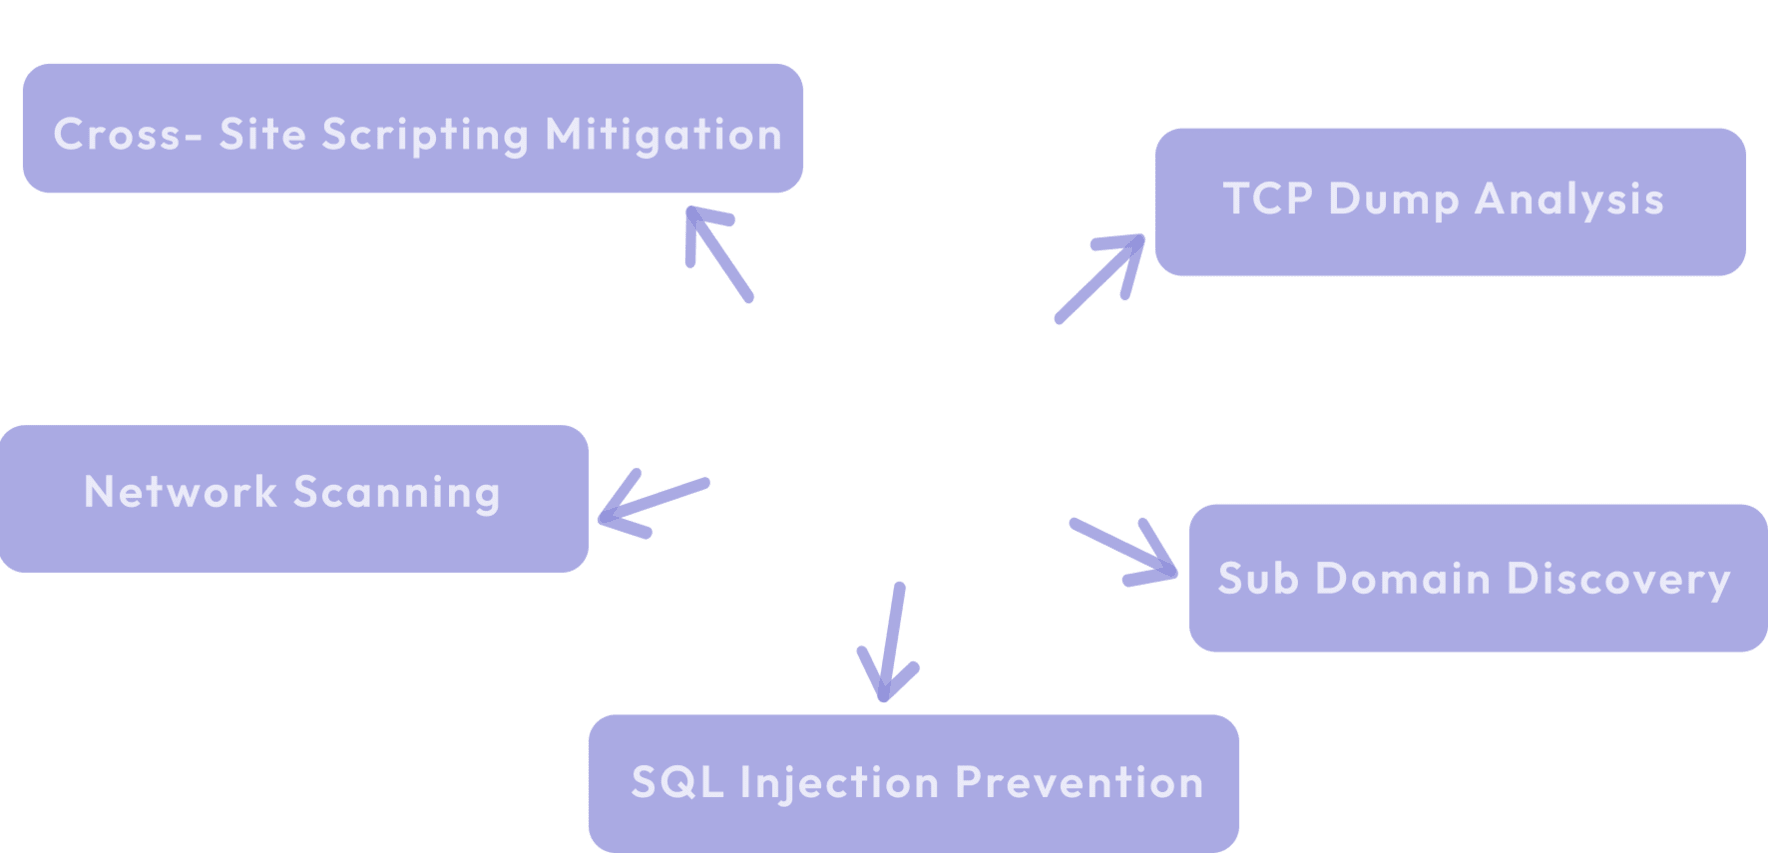 Cross- Site Scripting Mitigation
TCP Dump Analysis
Network Scanning
Sub Domain Discovery
SQL Injection Prevention